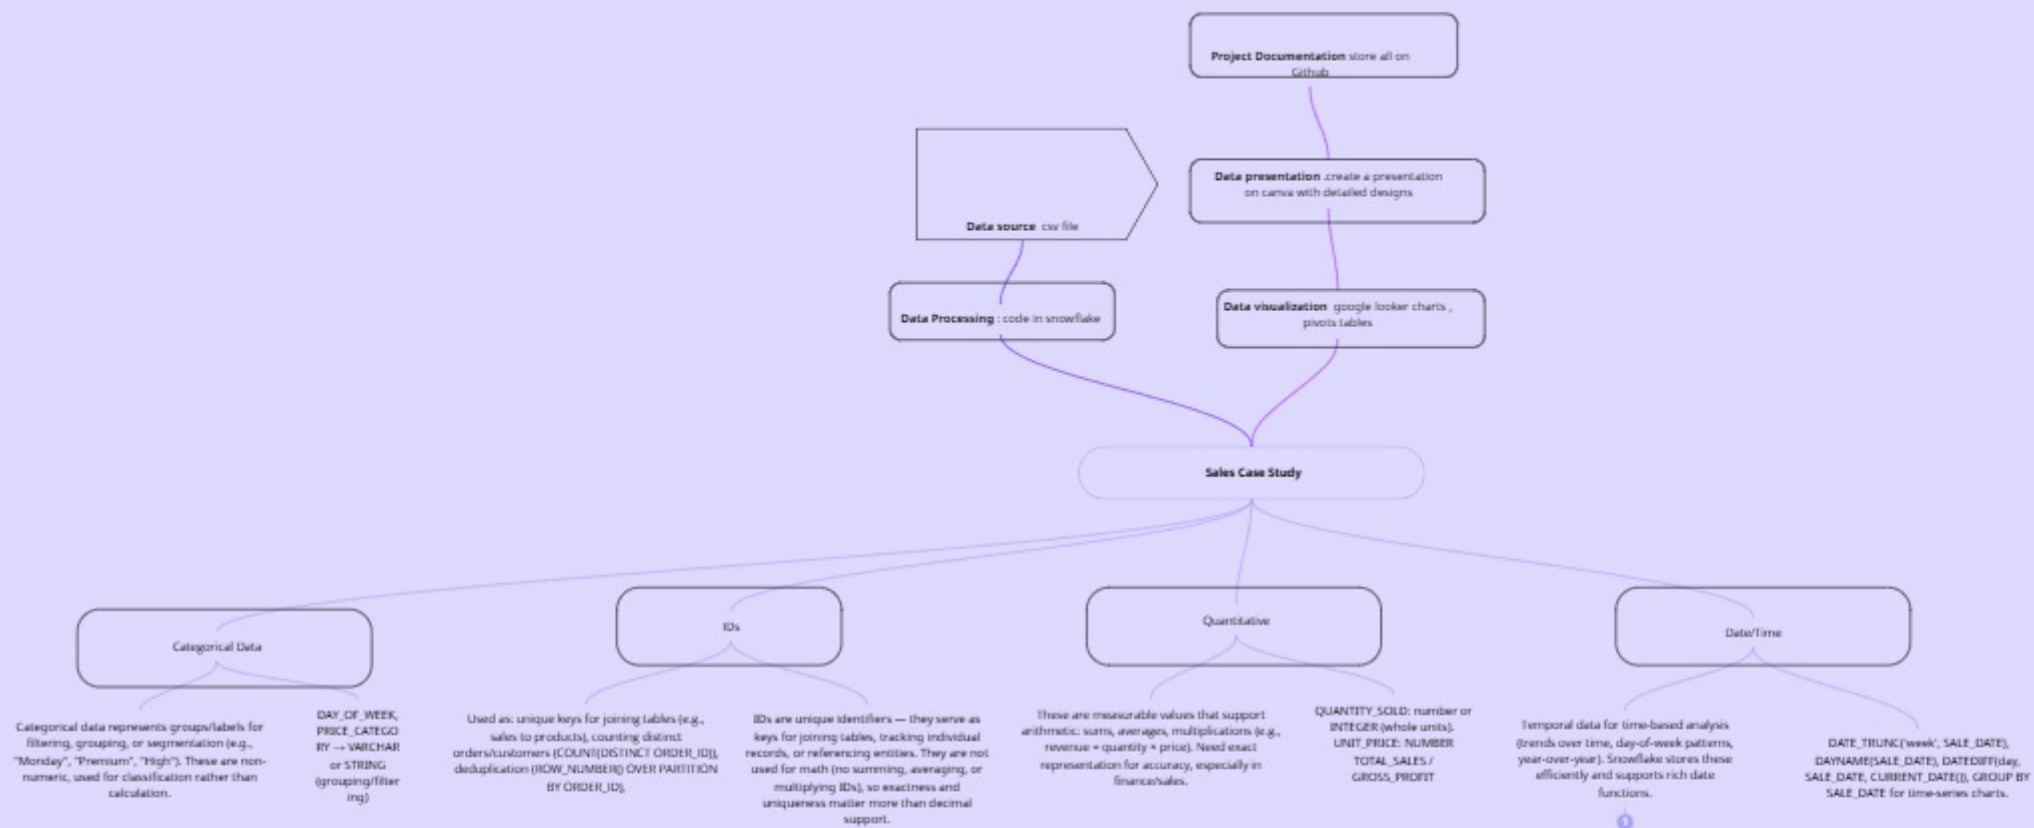 Project Documentation store all on
Github
Data source  csv file
Data presentation .create a presentation
on canva with detailed designs
Data Processing : code in snowflake
Data visualization  google looker charts ,
pivots tables
Sales Case Study
Categorical Data
IDs
Quantitative
Date/Time
Categorical data represents groups/labels for
filtering, grouping, or segmentation (e.g.,
"Monday", "Premium", "High"). These are non-
numeric, used for classification rather than
calculation.
DAY_OF_WEEK,
PRICE_CATEGO
RY → VARCHAR
or STRING
(grouping/filter
ing)
Used as: unique keys for joining tables (e.g.,
sales to products), counting distinct
orders/customers (COUNT(DISTINCT ORDER_ID)),
deduplication (ROW_NUMBER() OVER PARTITION
BY ORDER_ID),
IDs are unique identifiers — they serve as
keys for joining tables, tracking individual
records, or referencing entities. They are not
used for math (no summing, averaging, or
multiplying IDs), so exactness and
uniqueness matter more than decimal
support.
These are measurable values that support
arithmetic: sums, averages, multiplications (e.g.,
revenue = quantity × price). Need exact
representation for accuracy, especially in
finance/sales.
QUANTITY_SOLD: number or
INTEGER (whole units).
UNIT_PRICE: NUMBER
TOTAL_SALES /
GROSS_PROFIT
Temporal data for time-based analysis
(trends over time, day-of-week patterns,
year-over-year). Snowflake stores these
efficiently and supports rich date
functions.
DATE_TRUNC('week', SALE_DATE),
DAYNAME(SALE_DATE), DATEDIFF(day,
SALE_DATE, CURRENT_DATE()), GROUP BY
SALE_DATE for time-series charts.
1